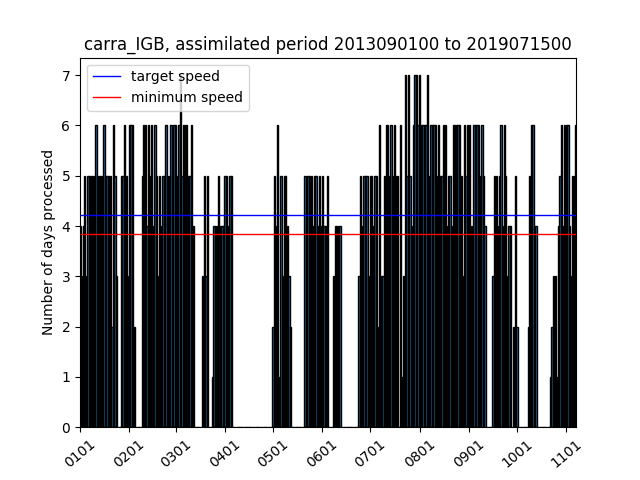 carra_IGB, assimilated period 2013090100 to 2019071500
target speed
minimum speed
Number of days processed
7
6
5
4
3
2
1
0
0101 0201 0301 0401 0501 0601 0701 0801 0901 1001 1101